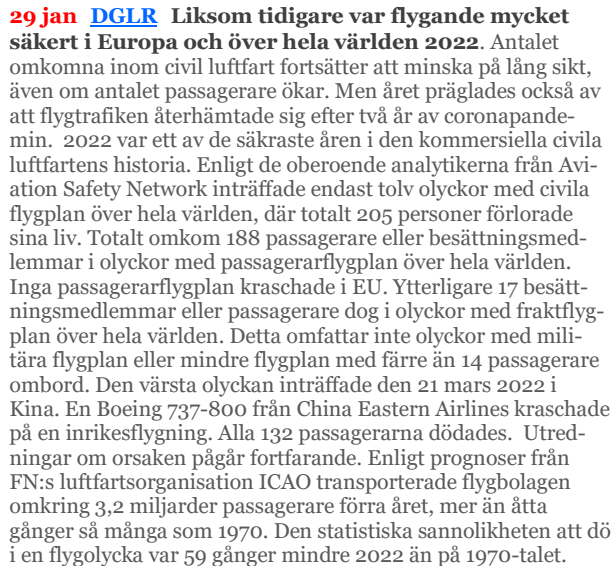 29 jan DGLR Liksom tidigare var flygande mycket
säkert i Europa och över hela världen 2022. Antalet
omkomna inom civil luftfart fortsätter att minska på lång sikt,
även om antalet passagerare ökar. Men året präglades också av
att flygtrafiken återhämtade sig efter två år av coronapande-
min. 2022 var ett av de säkraste åren i den kommersiella civila
luftfartens historia. Enligt de oberoende analytikerna från Avi-
ation Safety Network inträffade endast tolv olyckor med civila
flygplan över hela världen, där totalt 205 personer förlorade
sina liv. Totalt omkom 188 passagerare eller besättningsmed-
lemmar i olyckor med passagerarflygplan över hela världen.
Inga passagerarflygplan kraschade i EU. Ytterligare 17 besätt-
ningsmedlemmar eller passagerare dog i olyckor med fraktflyg-
plan över hela världen. Detta omfattar inte olyckor med mili-
tära flygplan eller mindre flygplan med färre än 14 passagerare
ombord. Den värsta olyckan inträffade den 21 mars 2022 i
Kina. En Boeing 737-800 från China Eastern Airlines kraschade
på en inrikesflygning. Alla 132 passagerarna dödades. Utred-
ningar om orsaken pågår fortfarande. Enligt prognoser från
FN:s luftfartsorganisation ICAO transporterade flygbolagen
omkring 3,2 miljarder passagerare förra året, mer än åtta
gånger så många som 1970. Den statistiska sannolikheten att dö
i en flygolycka var 59 gånger mindre 2022 än på 1970-talet.